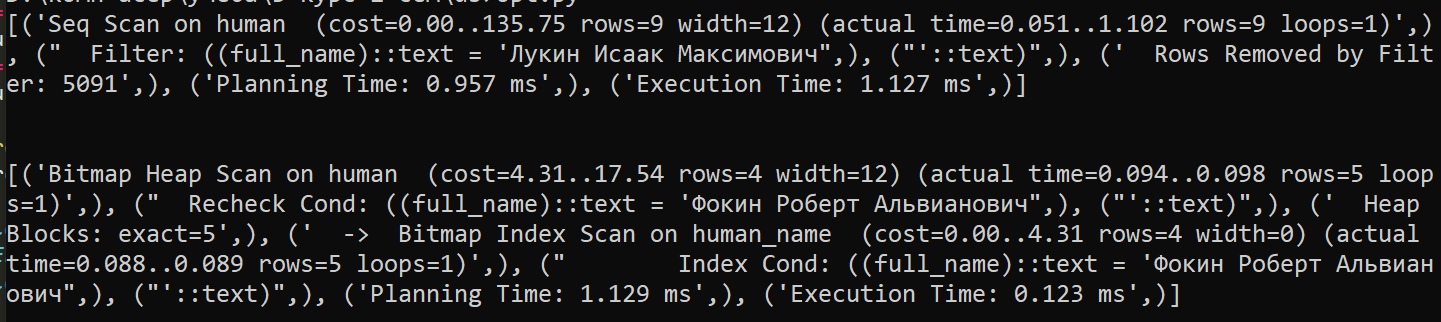 [('Seq Scan on human  (cost=0.00..135.75 rows=9 width=12) (actual time=0.051..1.102 rows=9 loops=1)',)
, ("  Filter: ((full_name)::text = 'Лукин Исаак Максимович",), ("'::text)",), ('  Rows Removed by Filt
er: 5091',), ('Planning Time: 0.957 ms',), ('Execution Time: 1.127 ms',)]
[('Bitmap Heap Scan on human  (cost=4.31..17.54 rows=4 width=12) (actual time=0.094..0.098 rows=5 loop
s=1)',), ("  Recheck Cond: ((full_name)::text = 'Фокин Роберт Альвианович",), ("'::text)",), ('  Heap
Blocks: exact=5',), ('  ->  Bitmap Index Scan on human_name  (cost=0.00..4.31 rows=4 width=0) (actual
time=0.088..0.089 rows=5 loops=1)',), ("        Index Cond: ((full_name)::text = 'Фокин Роберт Альвиан
ович",), ("'::text)",), ('Planning Time: 1.129 ms',), ('Execution Time: 0.123 ms',)]